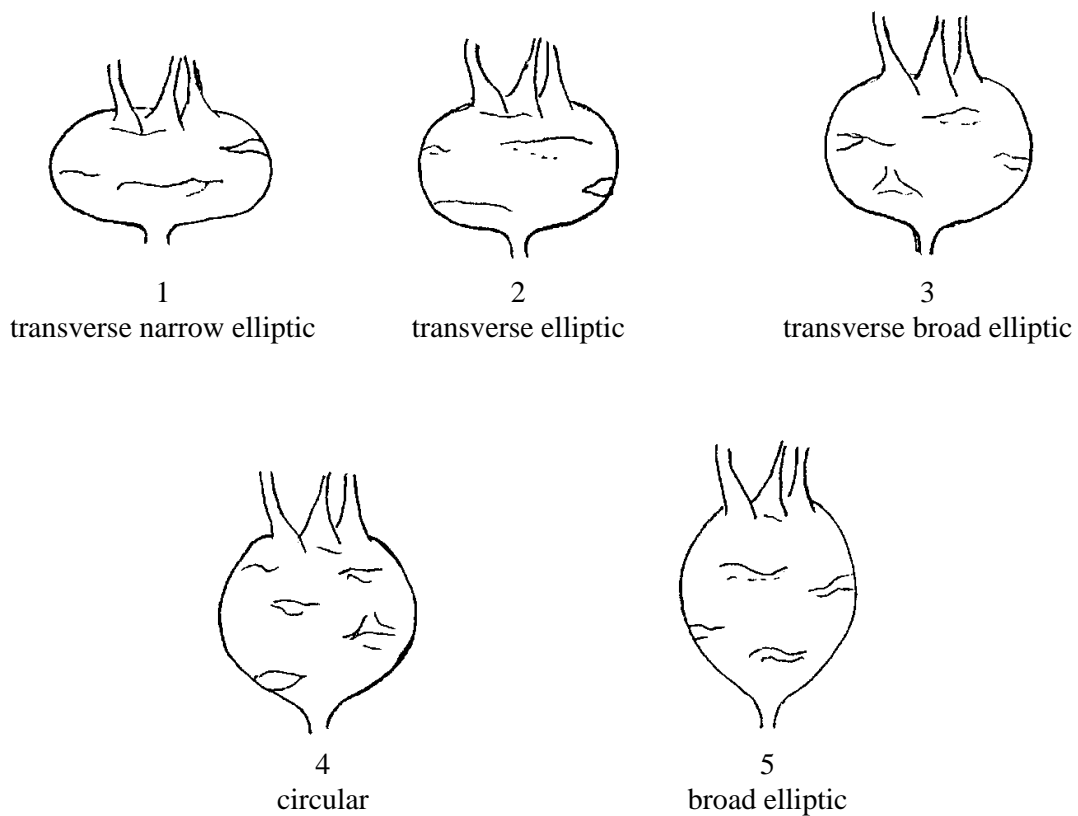 1
transverse narrow elliptic
2
transverse elliptic
3
transverse broad elliptic
4
circular
5
broad elliptic